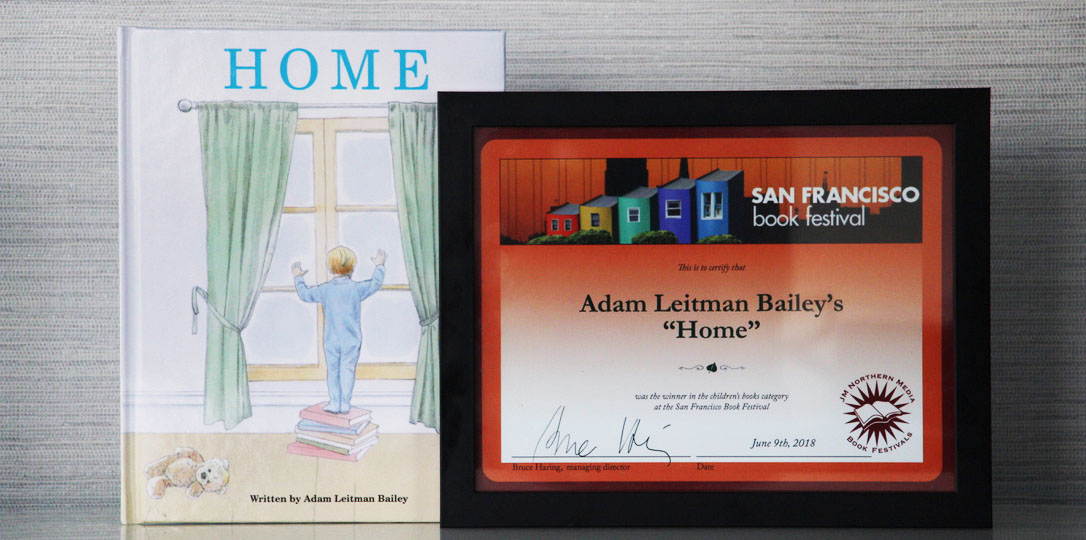 HOME
Written by Adam Leitman Bailey
SAN FRANCISCO
book festival
This is to certify that
Adam Leitman Bailey's
“Home”
was the winner in the children's books category
at the San Francisco Book Festival
June 9th, 2018
Bruce Haring, managing director
Date
JM NORTHERN MEDIA
BOOK FESTIVALS